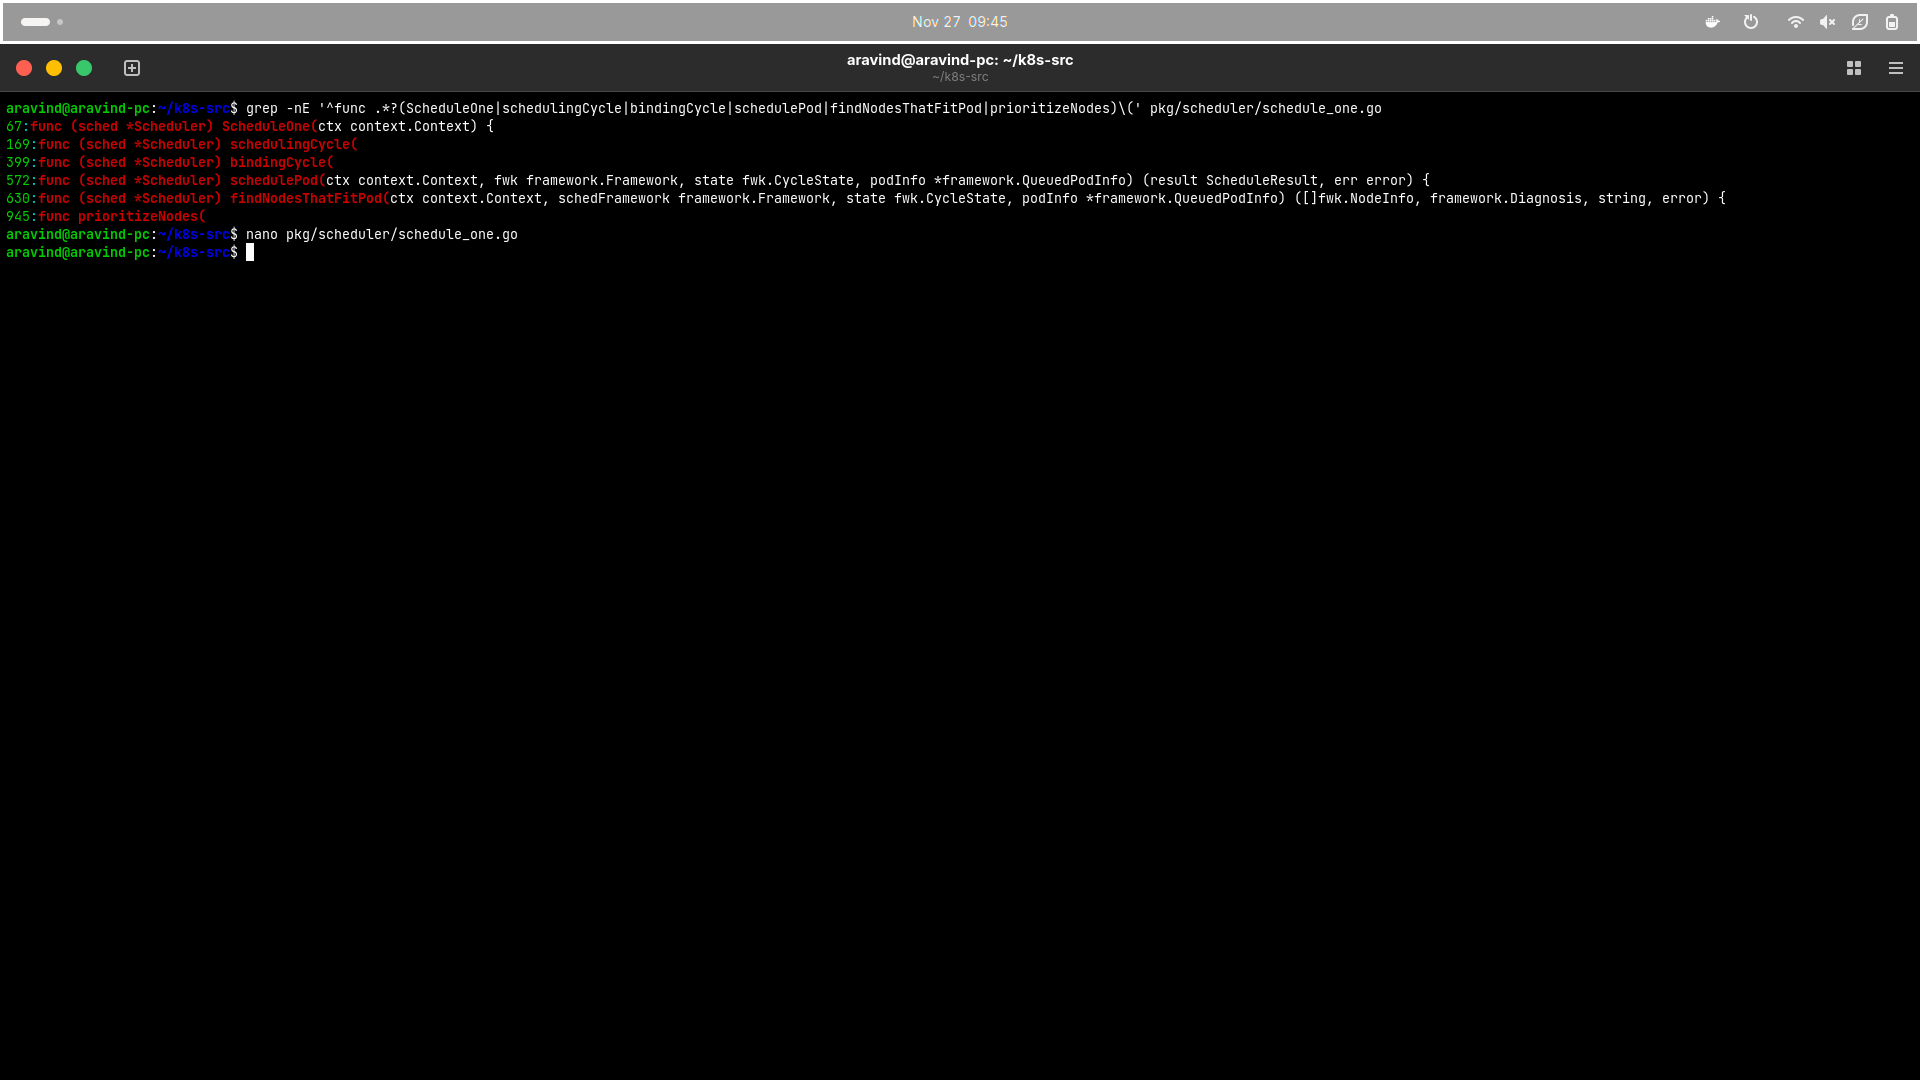 Nov 27 09:45
aravind@aravind-pc: ~/k8s-src
~/k8s-src
aravind@aravind-pc:~/k8s-src$ grep -nE '^func .*?(ScheduleOne|schedulingCycle|bindingCycle|schedulePod|findNodesThatFitPod|prioritizeNodes)\(' pkg/scheduler/schedule_one.go
67:func (sched *Scheduler) ScheduleOne(ctx context.Context) {
169:func (sched *Scheduler) schedulingCycle(
399:func (sched *Scheduler) bindingCycle(
572:func (sched *Scheduler) schedulePod(ctx context.Context, fwk framework.Framework, state fwk.CycleState, podInfo *framework.QueuedPodInfo) (result ScheduleResult, err error) {
630:func (sched *Scheduler) findNodesThatFitPod(ctx context.Context, schedFramework framework.Framework, state fwk.CycleState, podInfo *framework.QueuedPodInfo) ([]fwk.NodeInfo, framework.Diagnosis, string, error) {
945:func prioritizeNodes(
aravind@aravind-pc:~/k8s-src$ nano pkg/scheduler/schedule_one.go
aravind@aravind-pc:~/k8s-src$